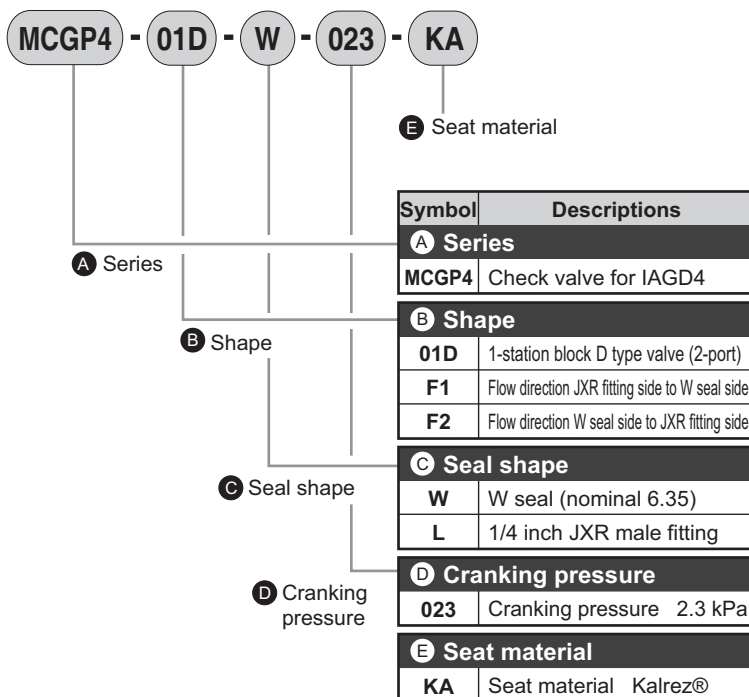 MCGP4 - 01D - W - 023 - KA
E Seat material
A Series
B Shape
C Seal shape
D Cranking
pressure
Symbol Descriptions
A Series
MCGP4 Check valve for IAGD4
B Shape
01D 1-station block D type valve (2-port)
F1 Flow direction JXR fitting side to W seal side
F2 Flow direction W seal side to JXR fitting side
C Seal shape
W W seal (nominal 6.35)
L 1/4 inch JXR male fitting
D Cranking pressure
023 Cranking pressure 2.3 kPa
E Seat material
KA Seat material Kalrez®